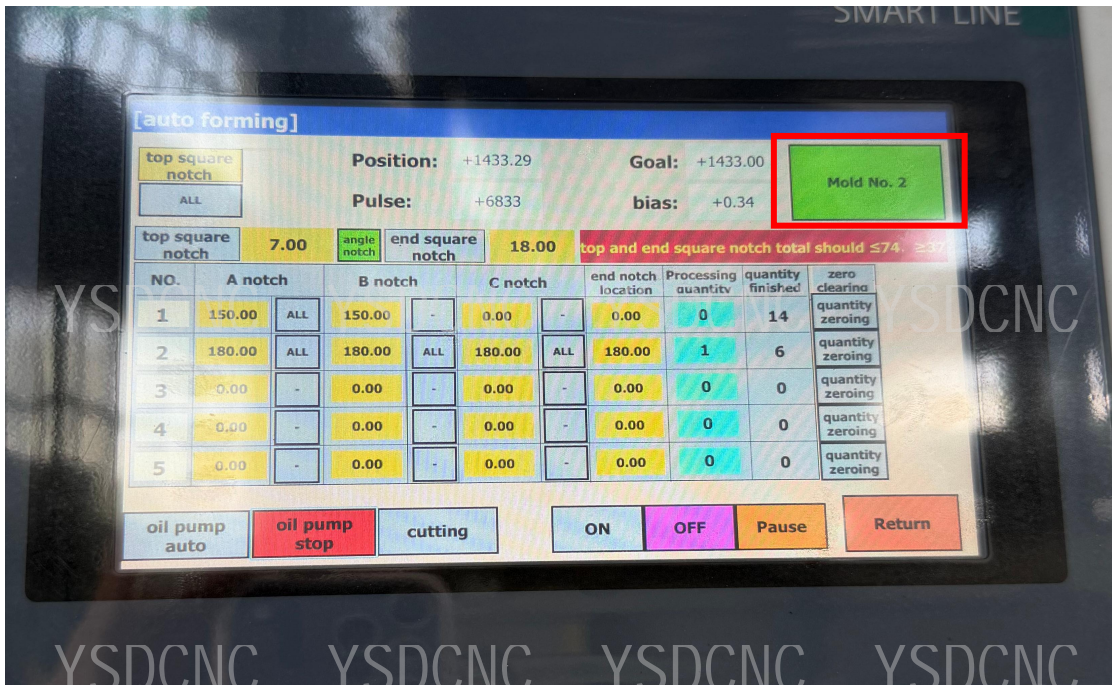 SMART LINE
[auto forming]
top square
notch
Position:
+1433.29
Goal:
+1433.00
Mold No. 2
ALL
Pulse:
+6833
bias:
+0.34
top square
notch
7.00
angle
notch
end square
notch
18.00
top and end square notch total should ≤74. ≥37
NO.
A notch
B notch
C notch
end notch
location
Processing
quantity
quantity
finished
zero
clearing
1
150.00
ALL
150.00
-
0.00
-
0.00
0
14
quantity
zeroing
2
180.00
ALL
180.00
ALL
180.00
ALL
180.00
1
6
quantity
zeroing
3
0.00
-
0.00
-
0.00
-
0.00
0
0
quantity
zeroing
4
0.00
-
0.00
-
0.00
-
0.00
0
0
quantity
zeroing
5
0.00
-
0.00
-
0.00
-
0.00
0
0
quantity
zeroing
oil pump
auto
oil pump
stop
cutting
ON
OFF
Pause
Return
YSDCNC
YSDCNC YSDCNC YSDCNC YSDCNC